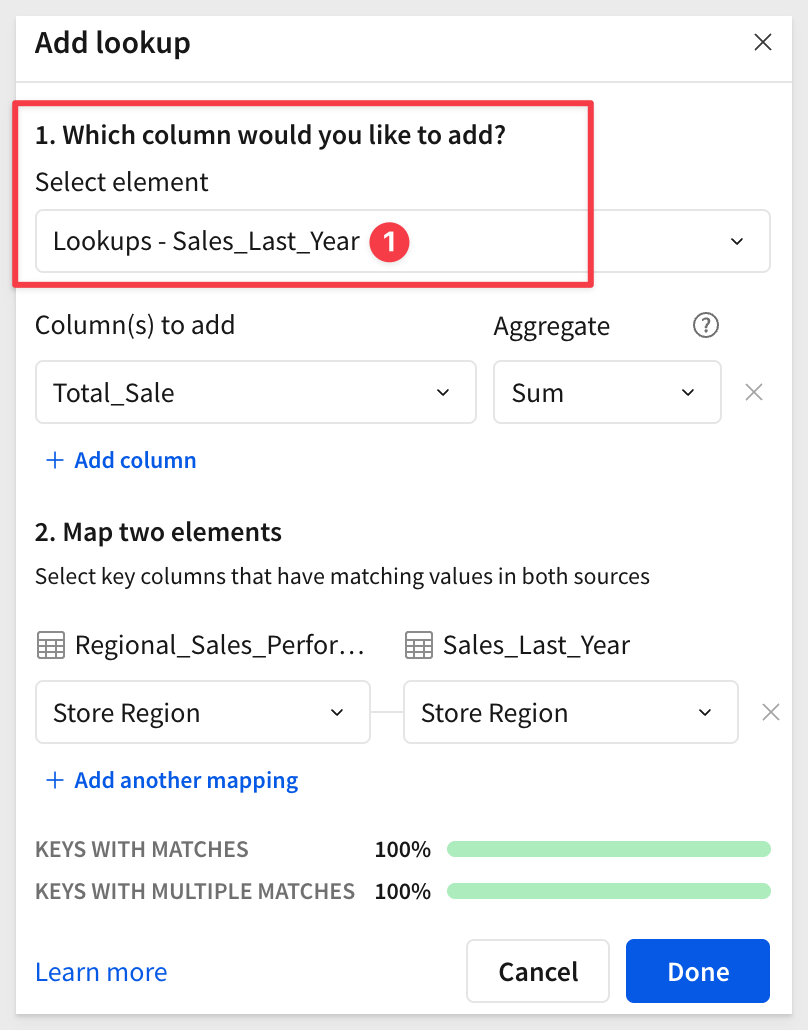 Add lookup
1. Which column would you like to add?
Select element
Lookups - Sales_Last_Year 1
Column(s) to add Aggregate ?
Total_Sale Sum
+ Add column
2. Map two elements
Select key columns that have matching values in both sources
Regional_Sales_Perfor... Sales_Last_Year
Store Region Store Region
+ Add another mapping
KEYS WITH MATCHES 100%
KEYS WITH MULTIPLE MATCHES 100%
Learn more Cancel Done